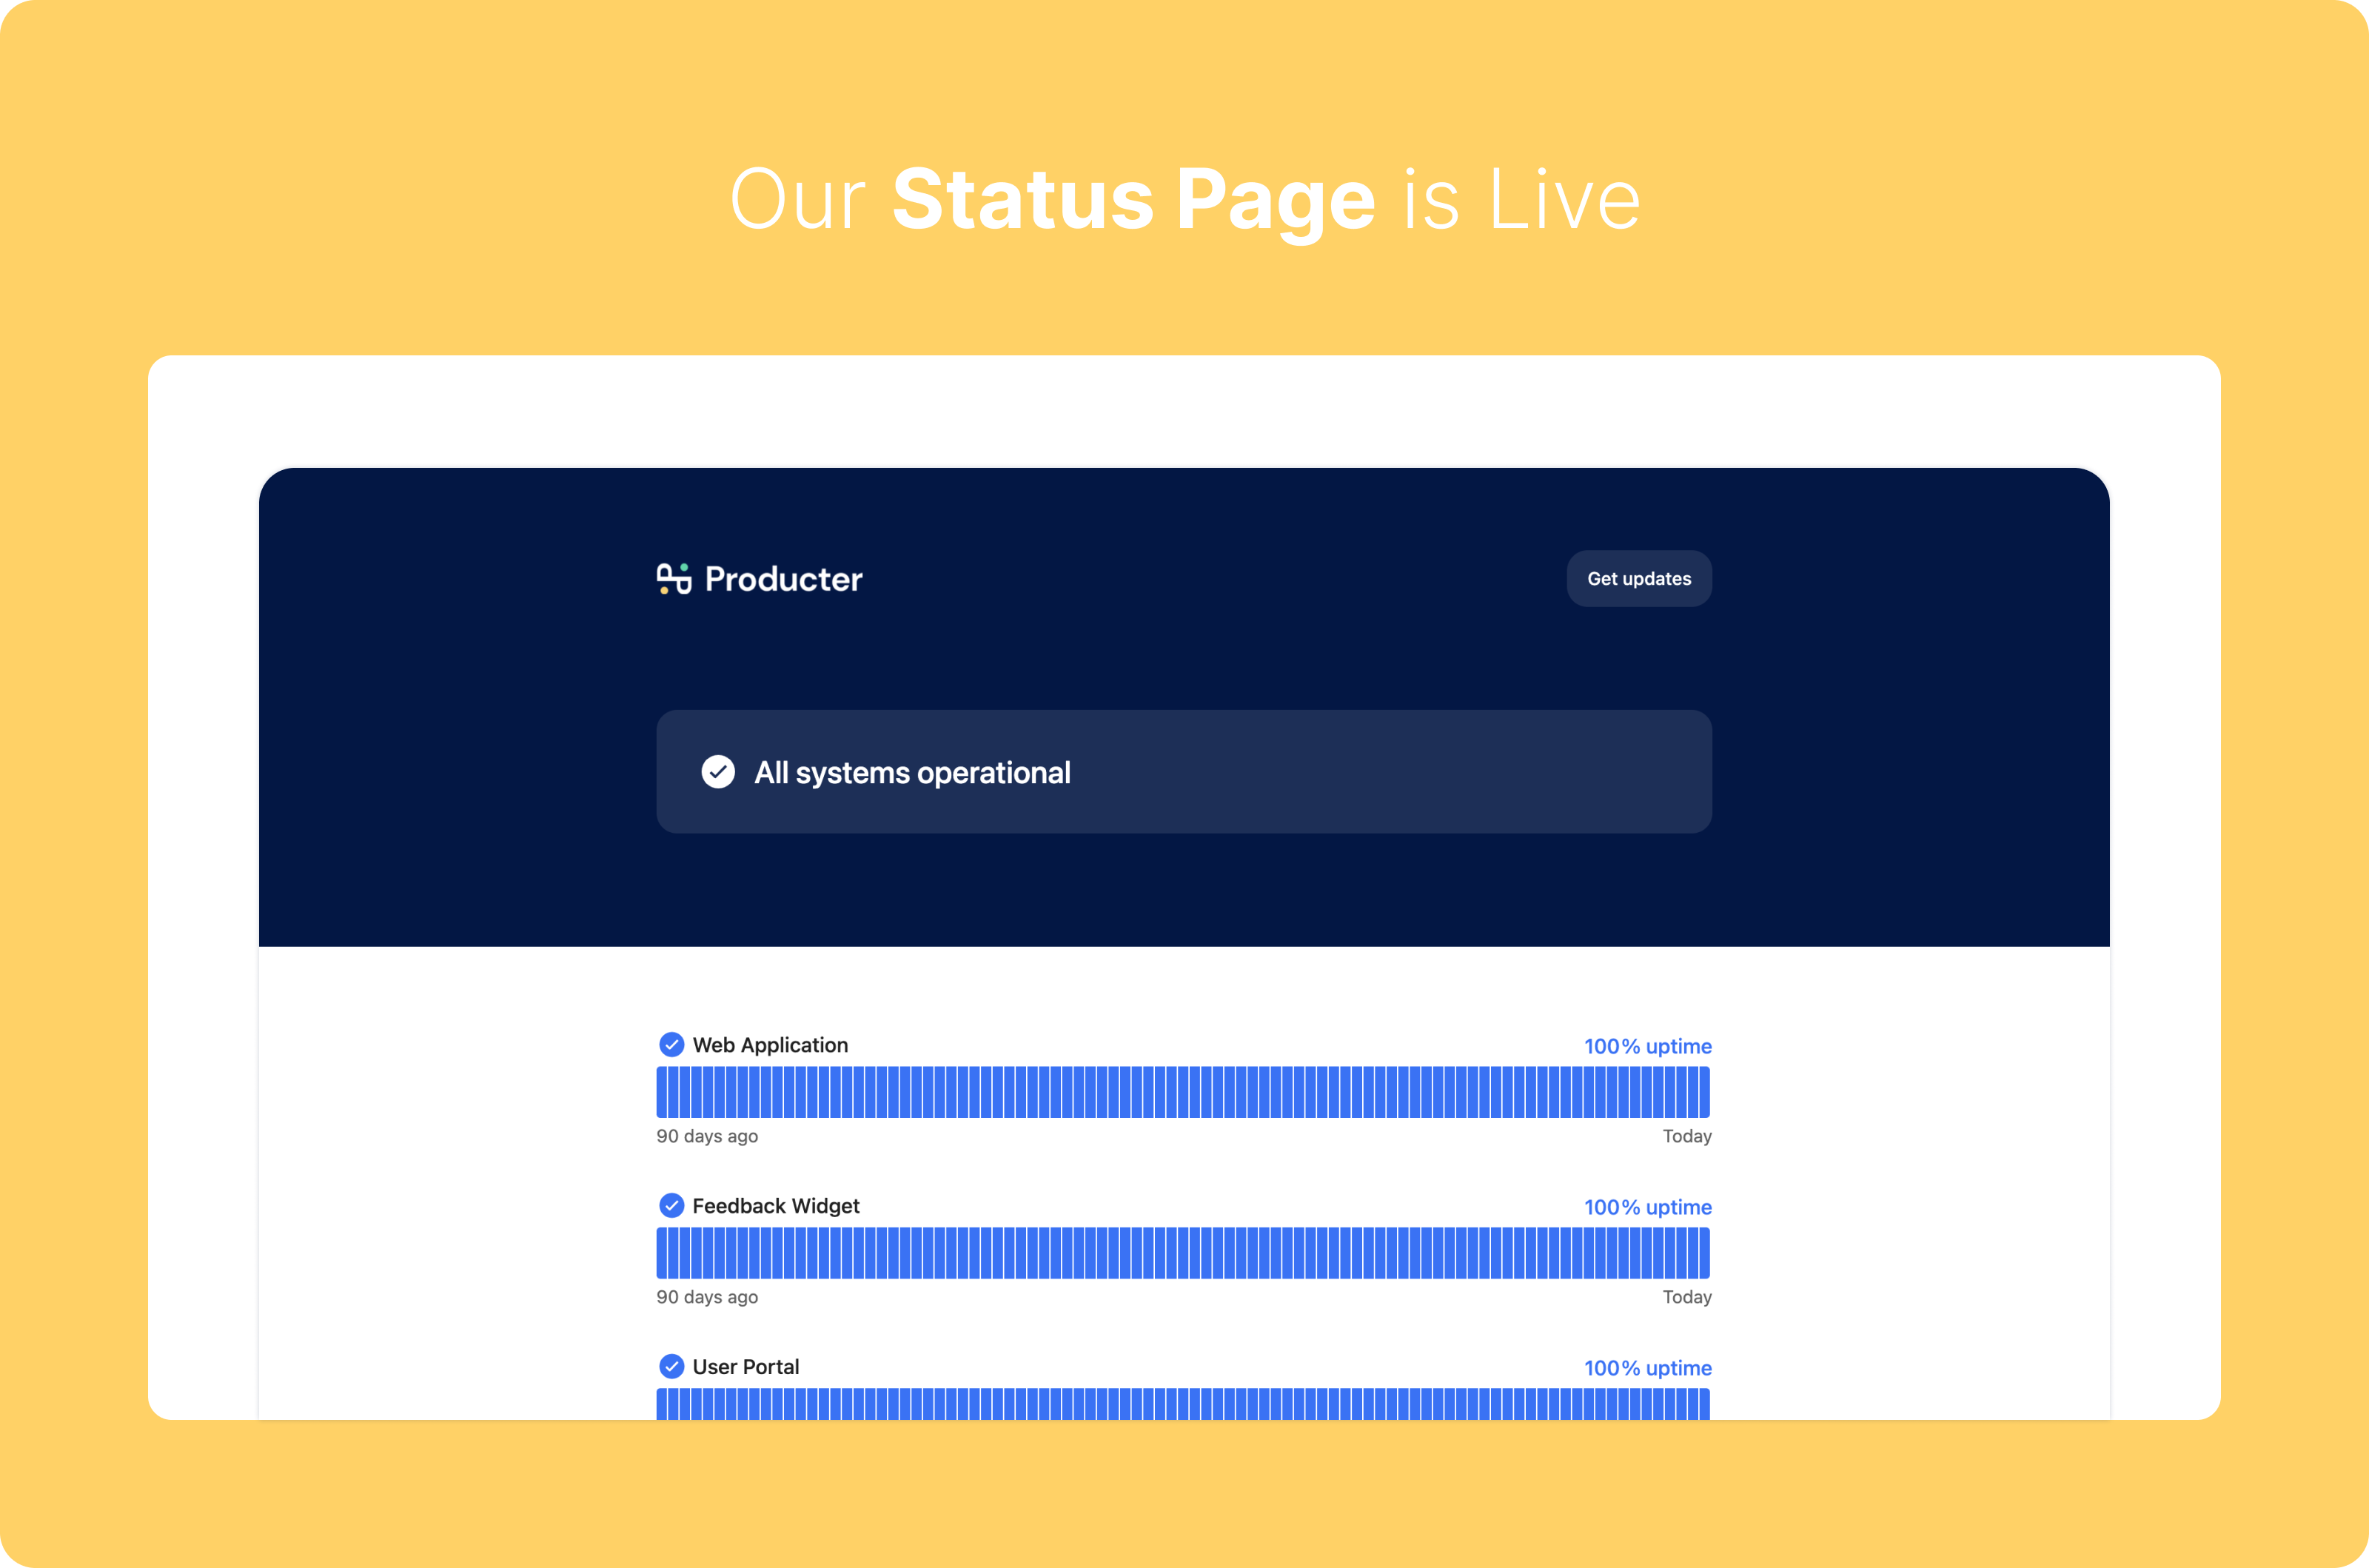 Our Status Page is Live
Producter
Get updates
All systems operational
Web Application
100% uptime
90 days ago
Today
Feedback Widget
100% uptime
90 days ago
Today
User Portal
100% uptime